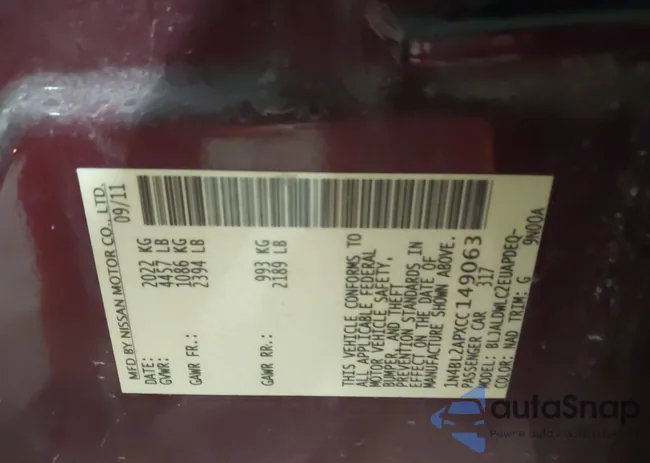 MFD BY NISSAN MOTOR CO., LTD.
DATE: 09/11
GVWR: 2022 KG
4457 LB
GAWR FR.: 1086 KG
2394 LB
GAWR RR.: 993 KG
2189 LB
THIS VEHICLE CONFORMS TO
ALL APPLICABLE FEDERAL
MOTOR VEHICLE SAFETY,
BUMPER, AND THEFT
PREVENTION STANDARDS IN
EFFECT ON THE DATE OF
MANUFACTURE SHOWN ABOVE.
1N4BL2APXCC149063
PASSENGER CAR 317
MODEL: BLJALDWLC2EUAPDEQ-
COLOR: NAD TRIM: G 9N00A
autaSnap